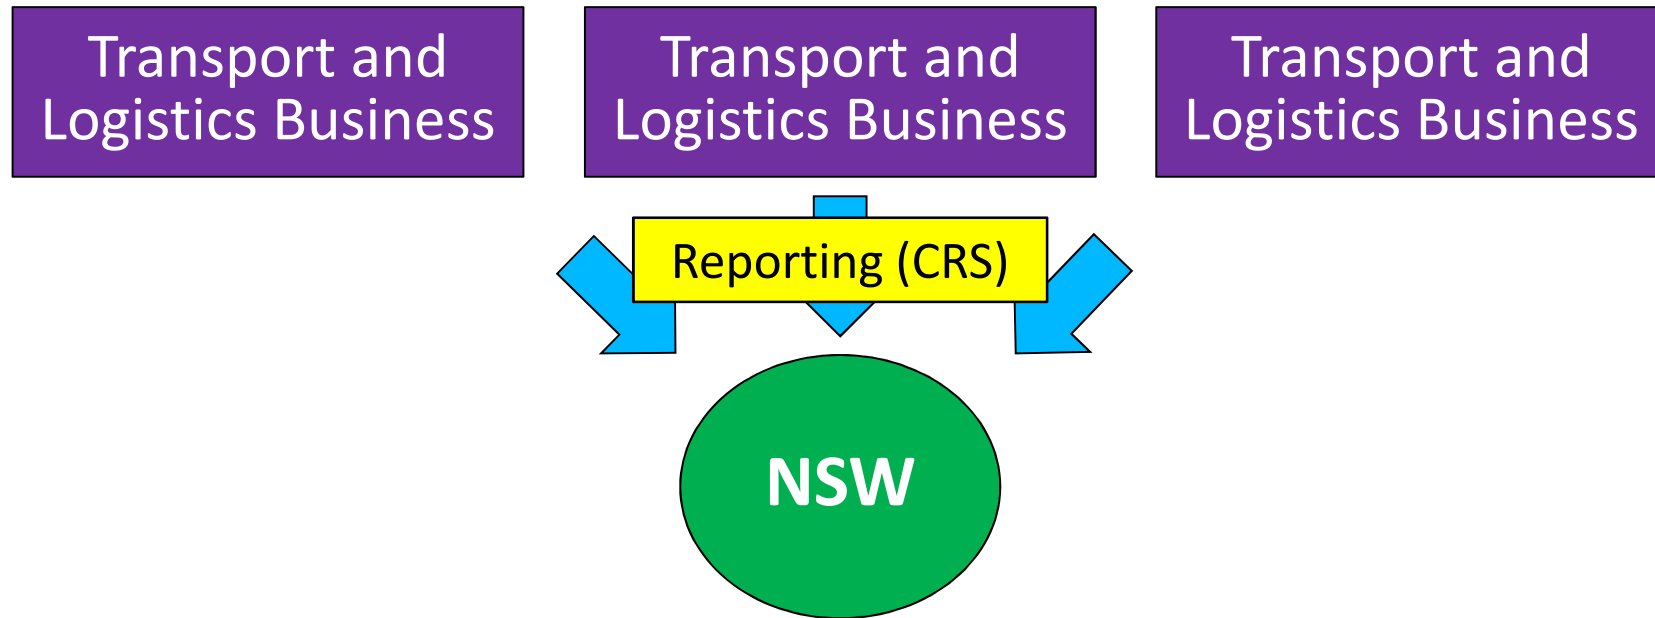 Transport and
Logistics Business
Transport and
Logistics Business
Transport and
Logistics Business
Reporting (CRS)
NSW